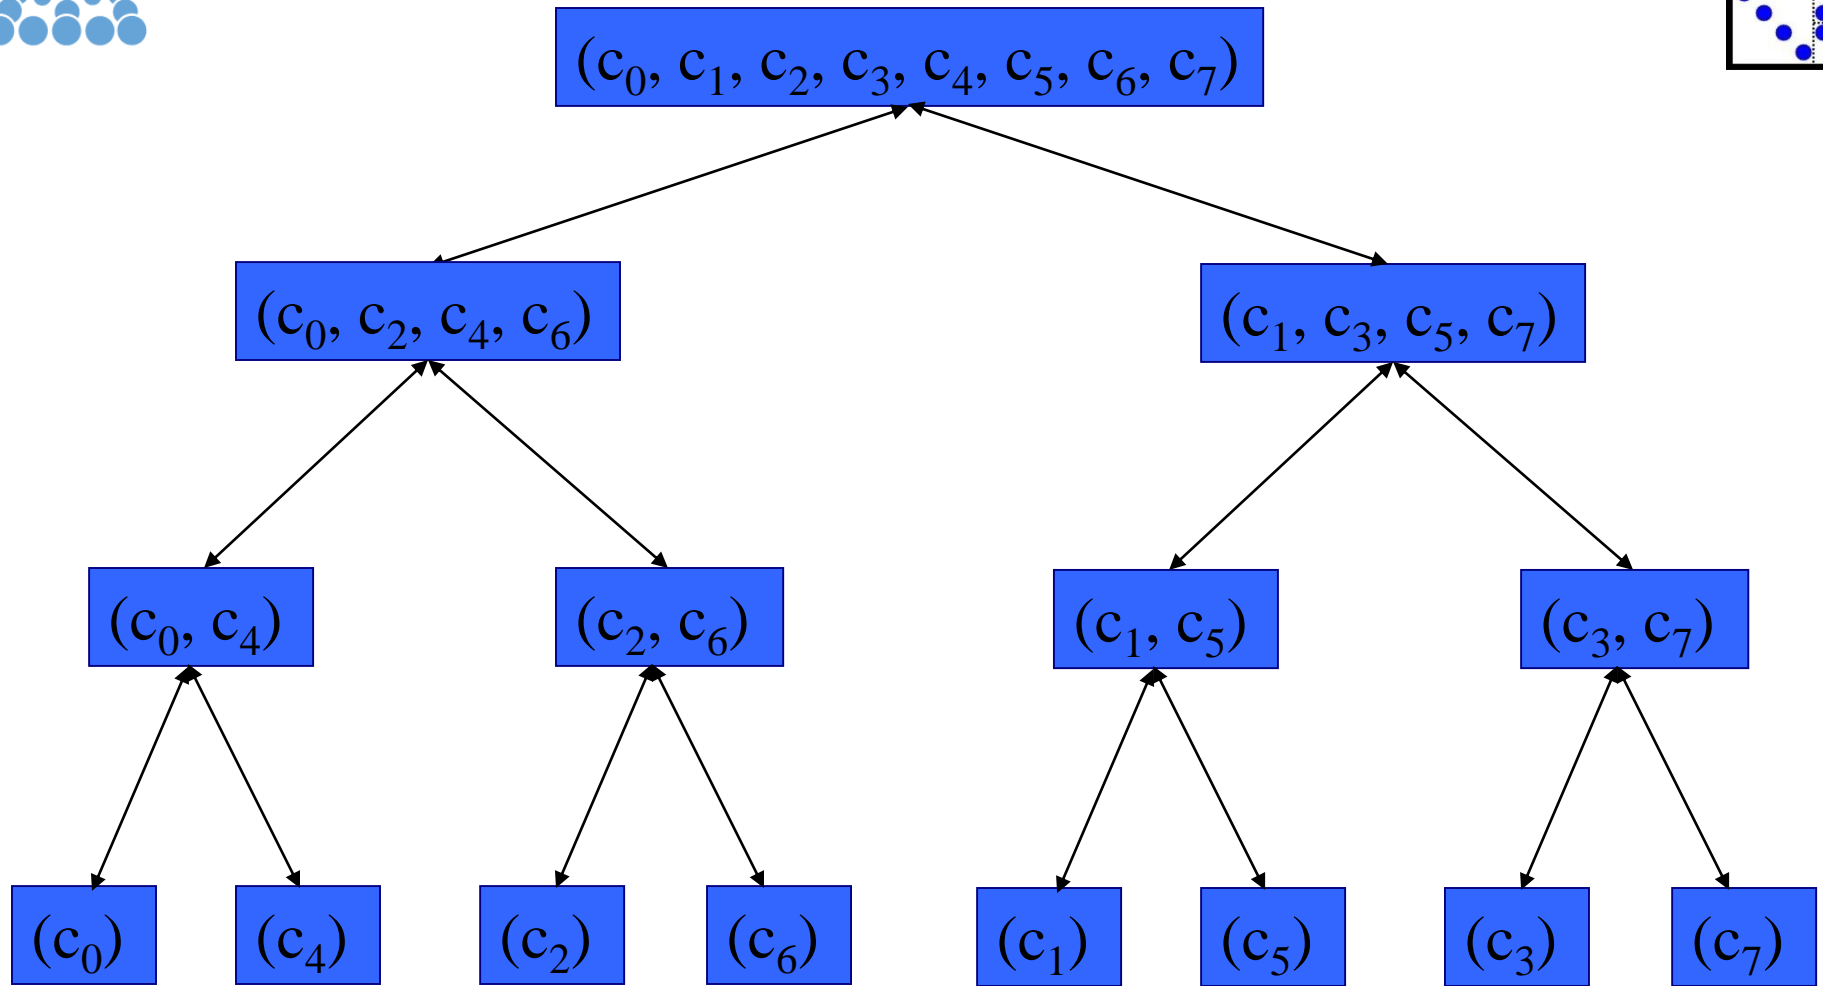 (c₀, c₁, c₂, c₃, c₄, c₅, c₆, c₇)
(c₀, c₂, c₄, c₆)
(c₁, c₃, c₅, c₇)
(c₀, c₄)
(c₂, c₆)
(c₁, c₅)
(c₃, c₇)
(c₀)
(c₄)
(c₂)
(c₆)
(c₁)
(c₅)
(c₃)
(c₇)